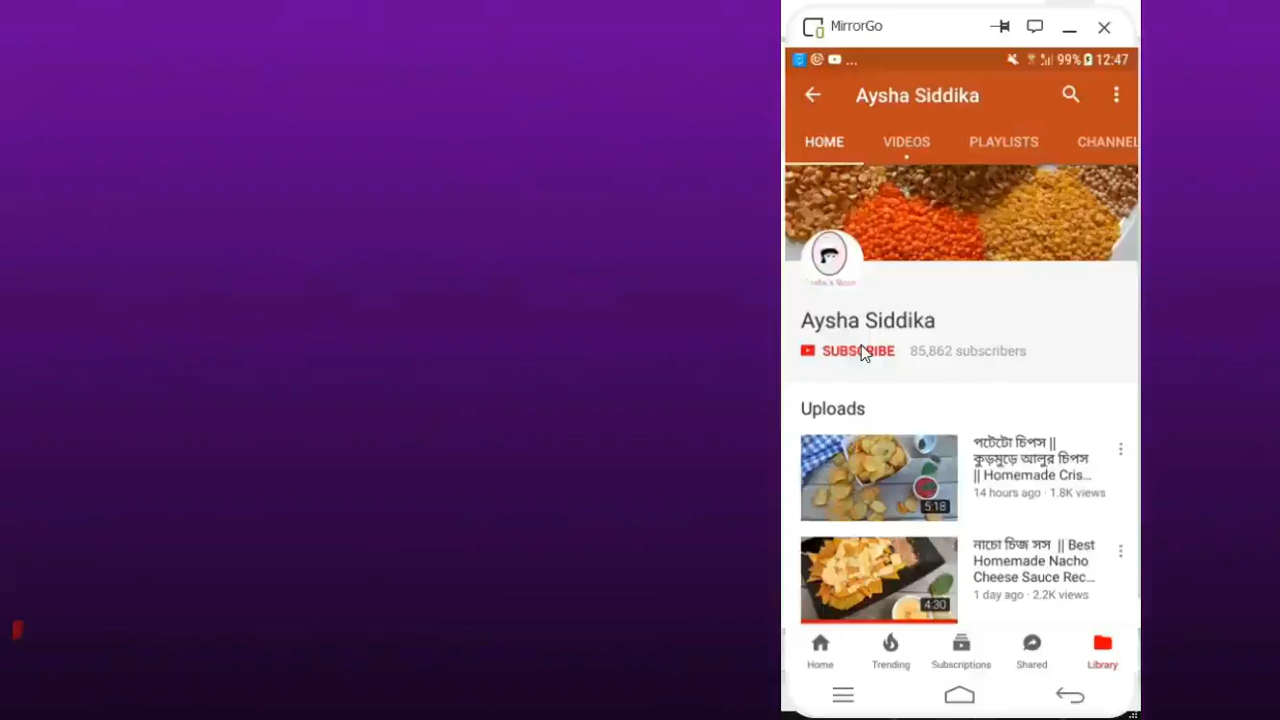 MirrorGo
... 99% 12:47
Aysha Siddika
HOME VIDEOS PLAYLISTS CHANNEL
Aysha Siddika
SUBSCRIBE 85,862 subscribers
Uploads
পটেটো চিপস ||
কুড়মুড়ে আলুর চিপস
|| Homemade Cris...
14 hours ago · 1.8K views
5:18
নাচো চিজ সস || Best
Homemade Nacho
Cheese Sauce Rec...
1 day ago · 2.2K views
4:30
Home Trending Subscriptions Shared Library